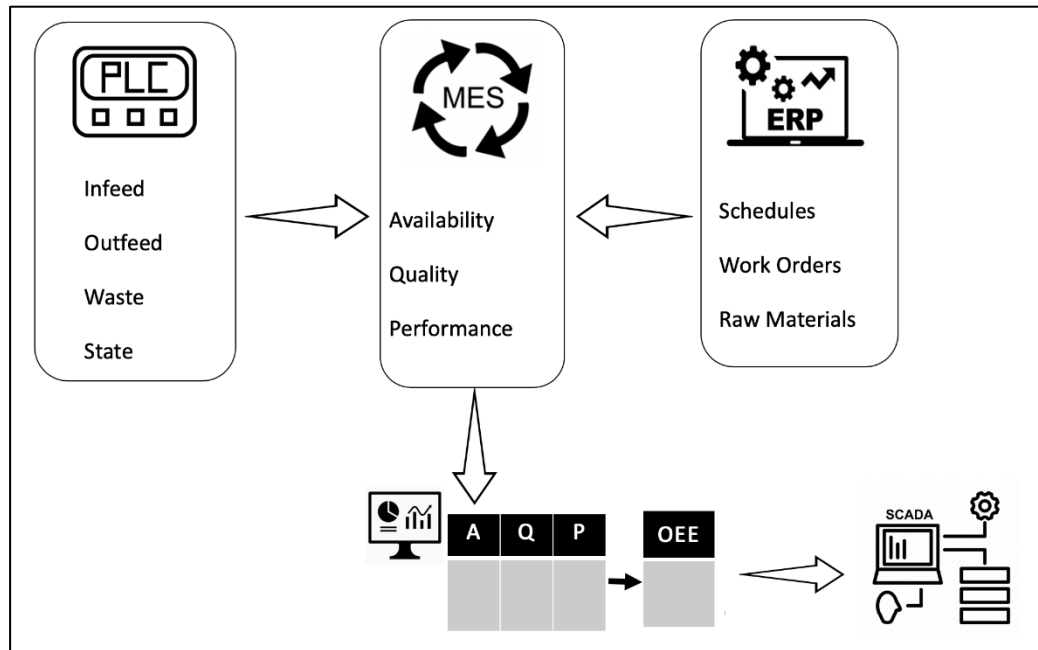 PLC
Infeed
Outfeed
Waste
State
MES
Availability
Quality
Performance
ERP
Schedules
Work Orders
Raw Materials
A Q P OEE
SCADA